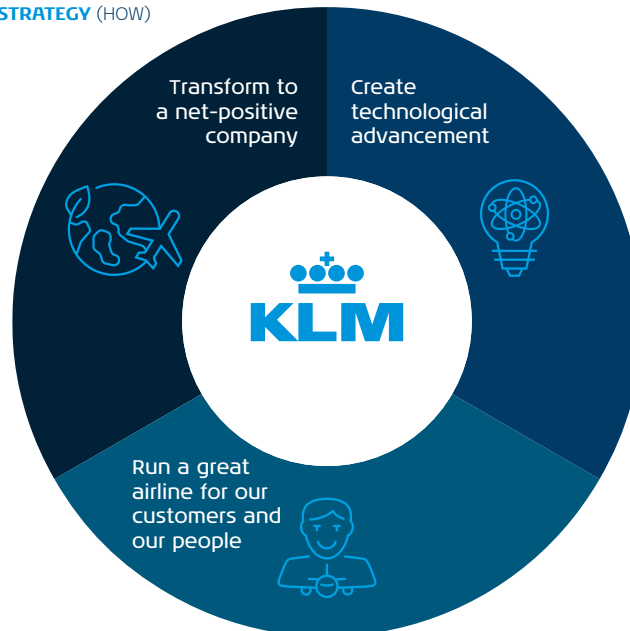 STRATEGY (HOW)
Transform to
a net-positive
company
Create
technological
advancement
KLM
Run a great
airline for our
customers and
our people